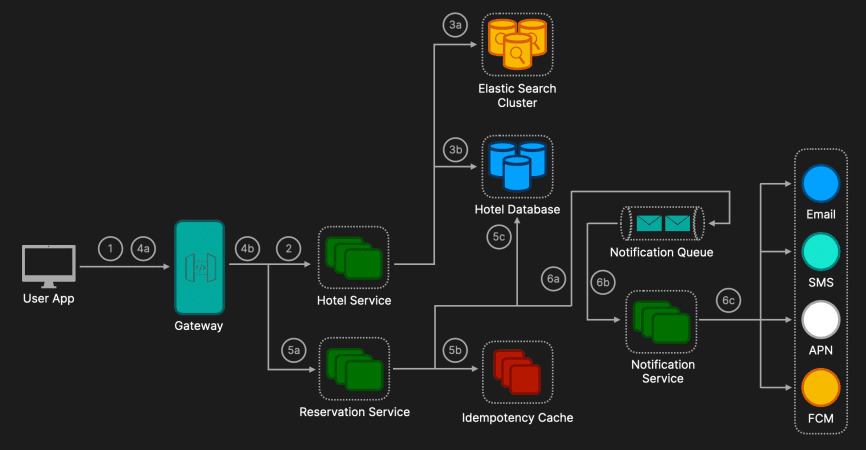 3a
Elastic Search
Cluster
3b
Hotel Database
Email
1
4a
4b
2
5c
Notification Queue
User App
Gateway
Hotel Service
6a
6b
SMS
6c
5a
5b
Notification
Service
APN
Reservation Service
Idempotency Cache
FCM